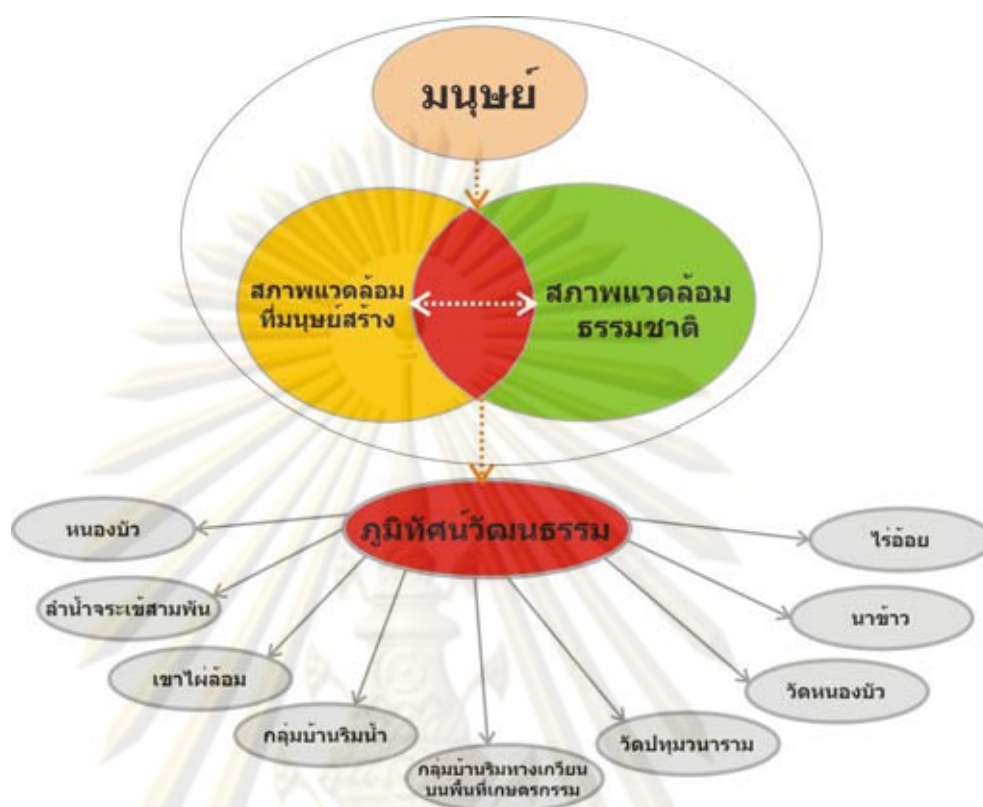 มนุษย์
สภาพแวดล้อม
ที่มนุษย์สร้าง
สภาพแวดล้อม
ธรรมชาติ
ภูมิทัศน์วัฒนธรรม
หนองบัว
ลำน้ำจระเข้สามพัน
เขาไผ่ล้อม
กลุ่มบ้านริมน้ำ
กลุ่มบ้านริมทางเกวียน
บนพื้นที่เกษตรกรรม
วัดปทุมวนาราม
วัดหนองบัว
นาข้าว
ไร่อ้อย